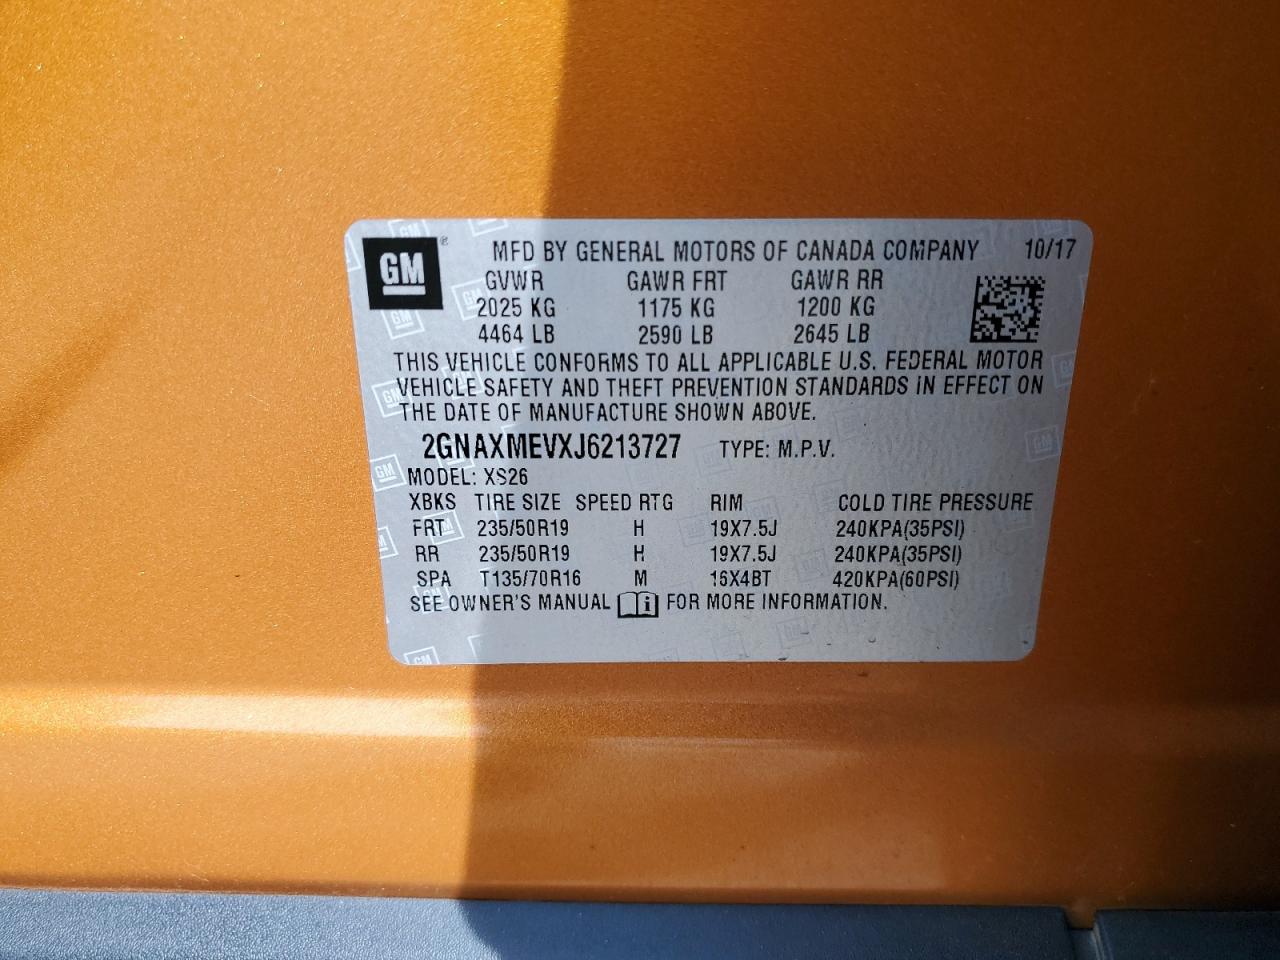 GM ® MFD BY GENERAL MOTORS OF CANADA COMPANY 10/17
GVWR GAWR FRT GAWR RR
2025 KG 1175 KG 1200 KG
4464 LB 2590 LB 2645 LB
THIS VEHICLE CONFORMS TO ALL APPLICABLE U.S. FEDERAL MOTOR
VEHICLE SAFETY AND THEFT PREVENTION STANDARDS IN EFFECT ON
THE DATE OF MANUFACTURE SHOWN ABOVE.
2GNAXMEVXJ6213727 TYPE: M.P.V.
MODEL: XS26
XBKS TIRE SIZE SPEED RTG RIM COLD TIRE PRESSURE
FRT 235/50R19 H 19X7.5J 240KPA(35PSI)
RR 235/50R19 H 19X7.5J 240KPA(35PSI)
SPA T135/70R16 M 16X4BT 420KPA(60PSI)
SEE OWNER'S MANUAL i FOR MORE INFORMATION.